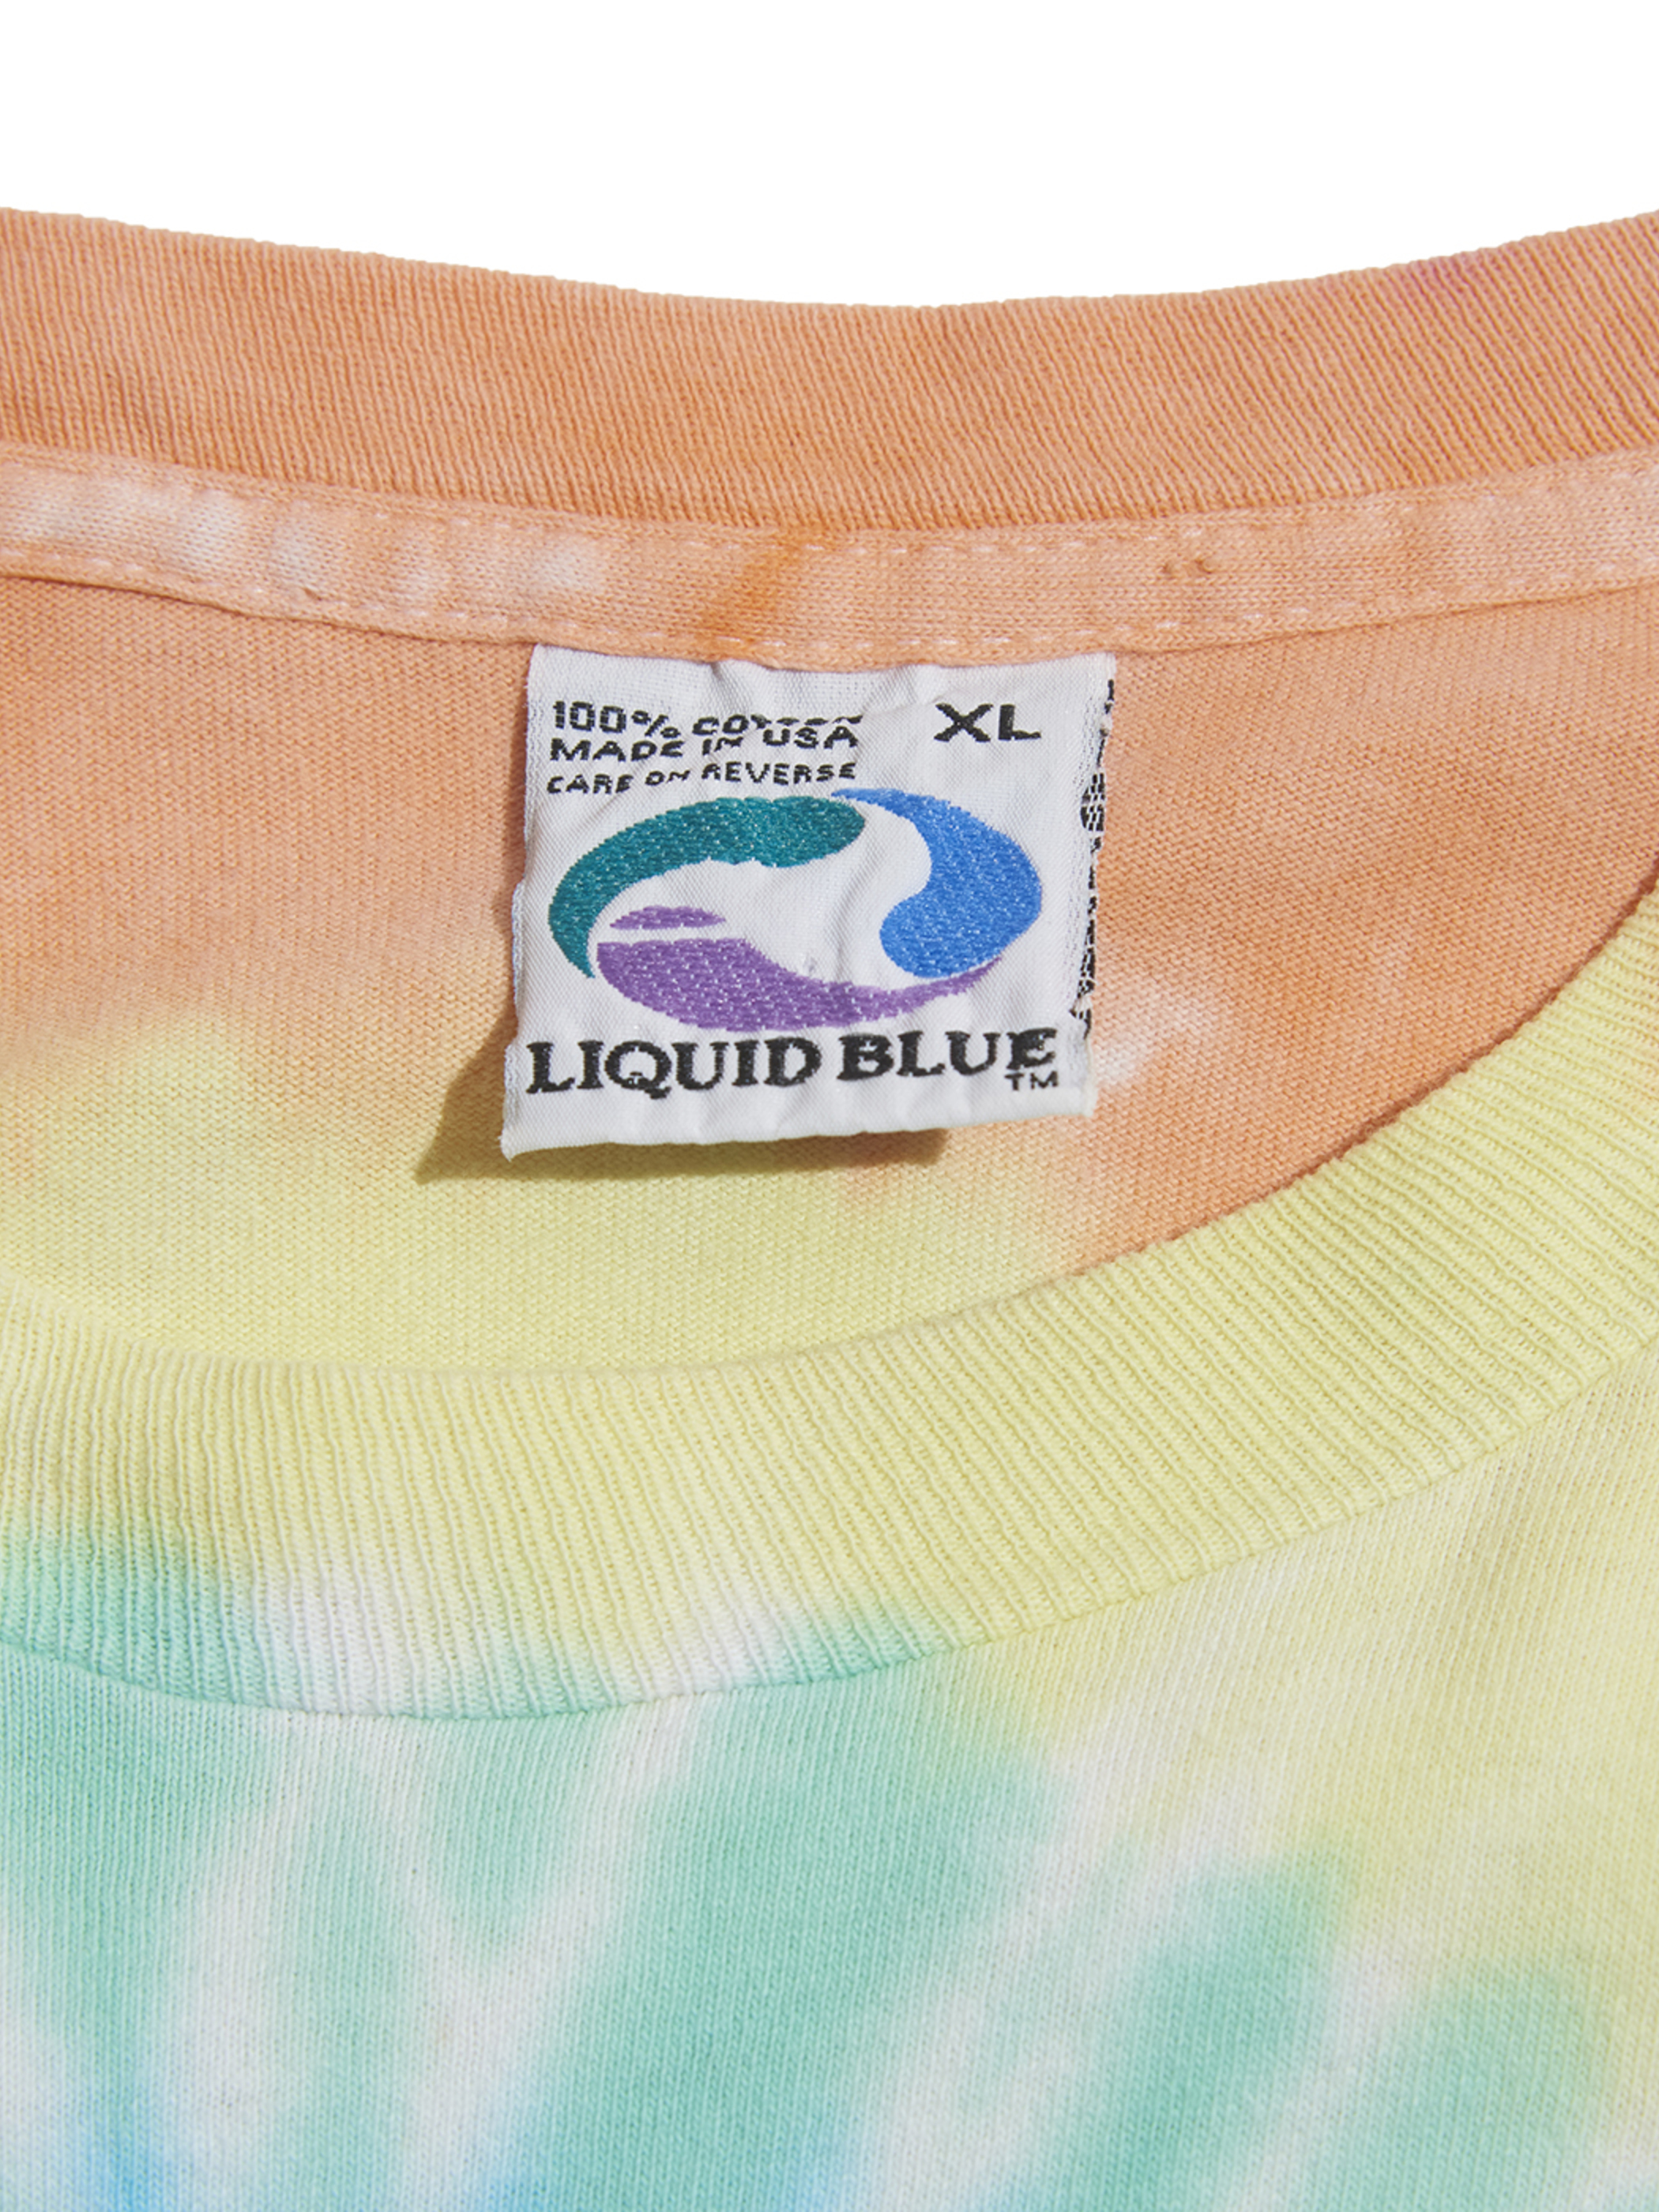 100% COTTON
XL
MADE IN USA
CARE ON REVERSE
LIQUID BLUE
TM